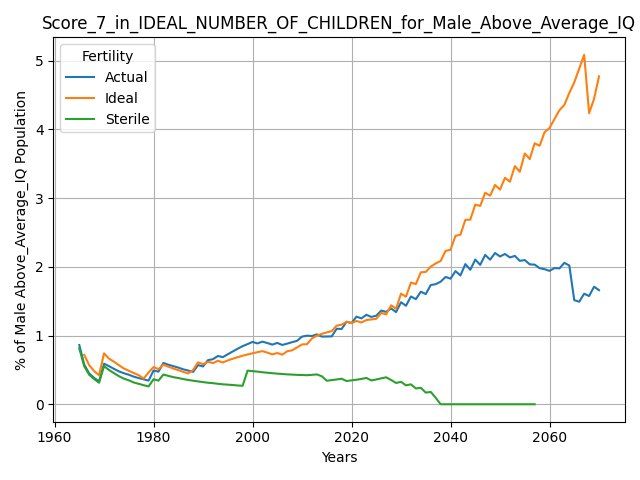 Score_7_in_IDEAL_NUMBER_OF_CHILDREN_for_Male_Above_Average_IQ
Fertility
Actual
Ideal
Sterile
% of Male Above_Average_IQ Population
5
4
3
2
1
0
1960
1980
2000
2020
2040
2060
Years